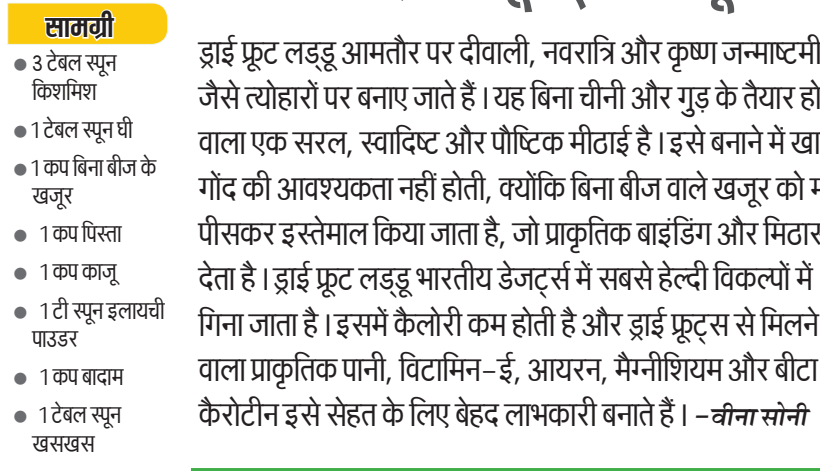 सामग्री
● 3 टेबल स्पून
किशमिश
● 1 टेबल स्पून घी
● 1 कप बिना बीज के
खजूर
● 1 कप पिस्ता
● 1 कप काजू
● 1 टी स्पून इलायची
पाउडर
● 1 कप बादाम
● 1 टेबल स्पून
खसखस
ड्राई फ्रूट लड्डू आमतौर पर दीवाली, नवरात्रि और कृष्ण जन्माष्टमी
जैसे त्योहारों पर बनाए जाते हैं। यह बिना चीनी और गुड़ के तैयार
वाला एक सरल, स्वादिष्ट और पौष्टिक मीठाई है। इसे बनाने में
गोंद की आवश्यकता नहीं होती, क्योंकि बिना बीज वाले खजूर को
पीसकर इस्तेमाल किया जाता है, जो प्राकृतिक बाइंडिंग और मिठास
देता है। ड्राई फ्रूट लड्डू भारतीय डेजर्ट्स में सबसे हेल्दी विकल्पों में
गिना जाता है। इसमें कैलोरी कम होती है और ड्राई फ्रूट्स से मिलने
वाला प्राकृतिक पानी, विटामिन-ई, आयरन, मैग्नीशियम और बीटा
कैरोटीन इसे सेहत के लिए बेहद लाभकारी बनाते हैं। -वीना सोनी